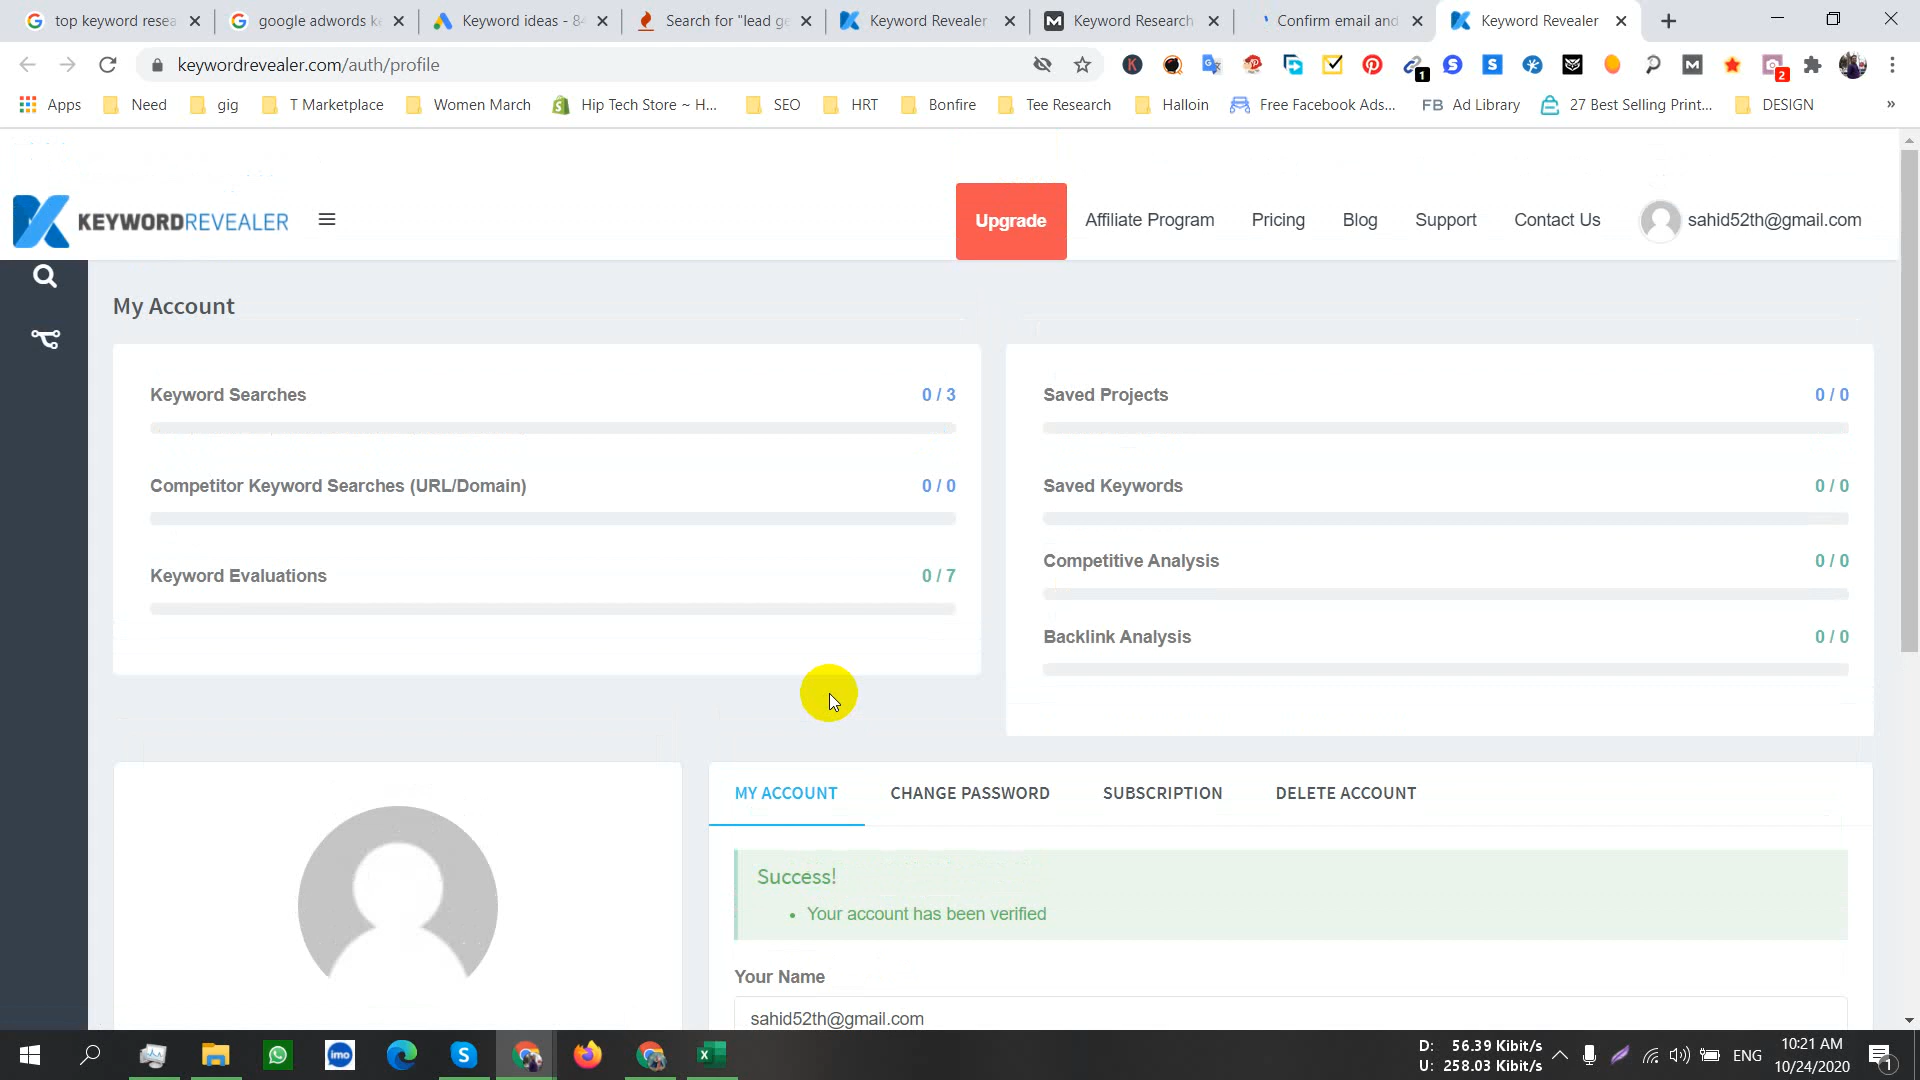 top keyword resea
google adwords k
Keyword ideas - 8
Search for "lead ge
Keyword Revealer
Keyword Research
Confirm email and
Keyword Revealer
keywordrevealer.com/auth/profile
1
2
Apps
Need
gig
T Marketplace
Women March
Hip Tech Store ~ H...
SEO
HRT
Bonfire
Tee Research
Halloin
Free Facebook Ads...
FB Ad Library
27 Best Selling Print...
DESIGN
»
KEYWORDREVEALER
Upgrade
Affiliate Program
Pricing
Blog
Support
Contact Us
sahid52th@gmail.com
My Account
Keyword Searches
0 / 3
Competitor Keyword Searches (URL/Domain)
0 / 0
Keyword Evaluations
0 / 7
Saved Projects
0 / 0
Saved Keywords
0 / 0
Competitive Analysis
0 / 0
Backlink Analysis
0 / 0
MY ACCOUNT
CHANGE PASSWORD
SUBSCRIPTION
DELETE ACCOUNT
Success!
• Your account has been verified
Your Name
sahid52th@gmail.com
imo
D: 56.39 Kibit/s
U: 258.03 Kibit/s
ENG
10:21 AM
10/24/2020
1